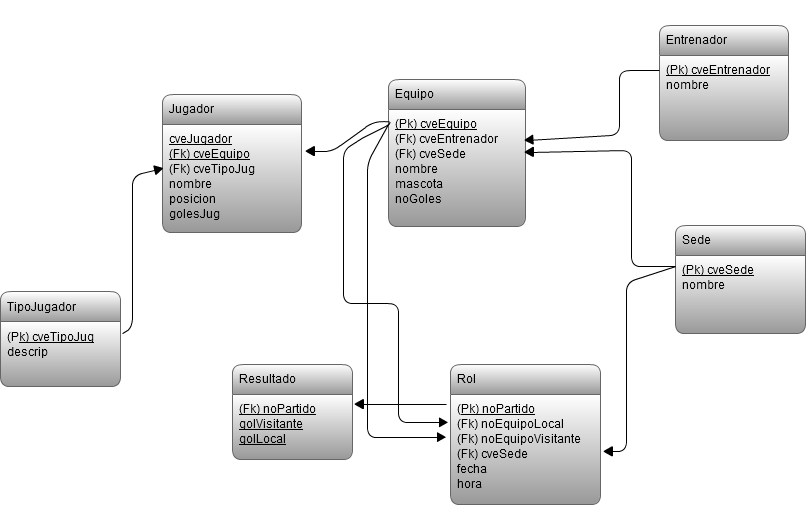 Entrenador
(Pk) cveEntrenador
nombre
Equipo
(Pk) cveEquipo
(Fk) cveEntrenador
(Fk) cveSede
nombre
mascota
noGoles
Jugador
cveJugador
(Fk) cveEquipo
(Fk) cveTipoJug
nombre
posicion
golesJug
Sede
(Pk) cveSede
nombre
TipoJugador
(Pk) cveTipoJug
descrip
Resultado
(Fk) noPartido
golVisitante
golLocal
Rol
(Pk) noPartido
(Fk) noEquipoLocal
(Fk) noEquipoVisitante
(Fk) cveSede
fecha
hora